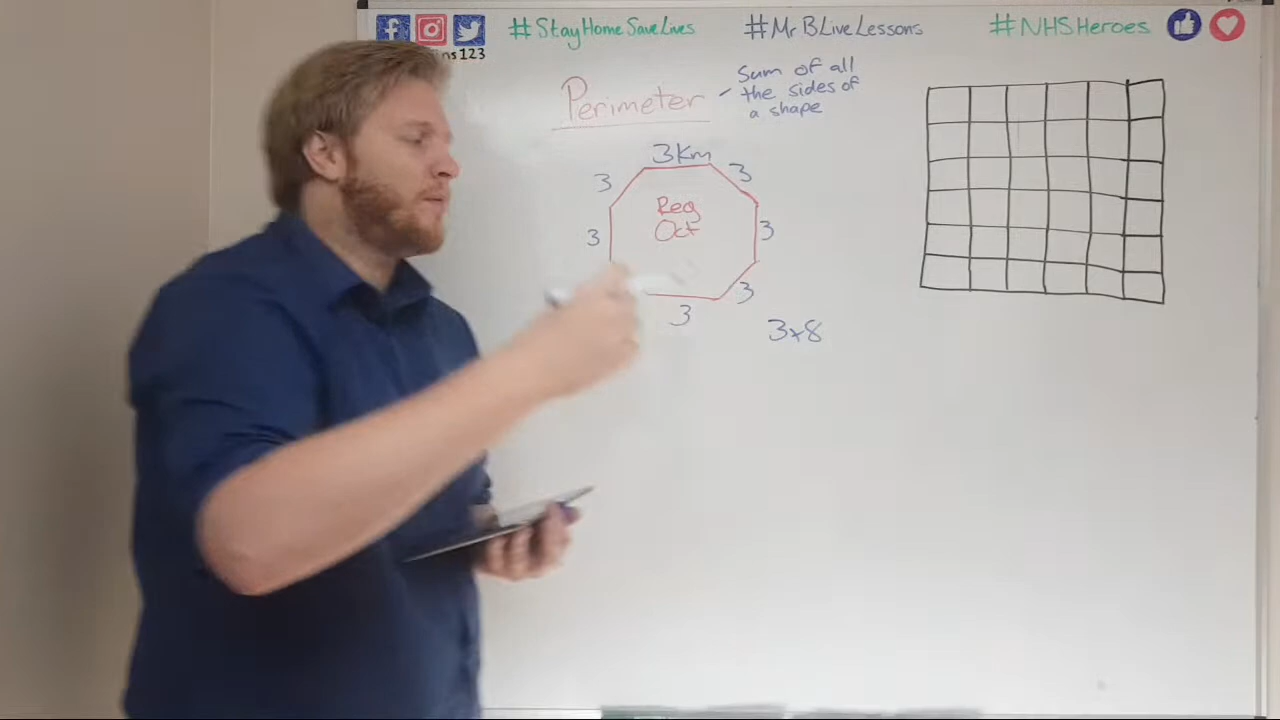 #StayHomeSaveLives #MrBLiveLessons #NHSHeroes
ns123
Perimeter - Sum of all
the sides of
a shape
3Km
3 3
Reg
Oct
3 3
3
3
3x8